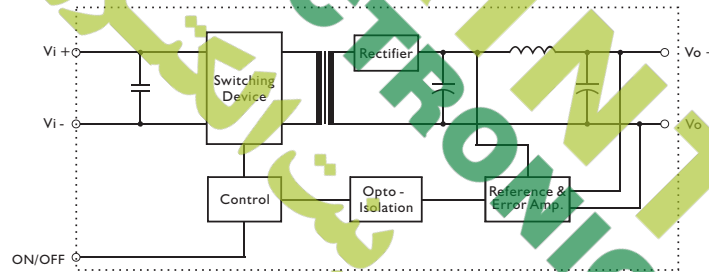 Vi +
Rectifier
Vo -
Switching
Device
Vi -
Vo
Control
Opto -
Isolation
Reference &
Error Amp.
ON/OFF